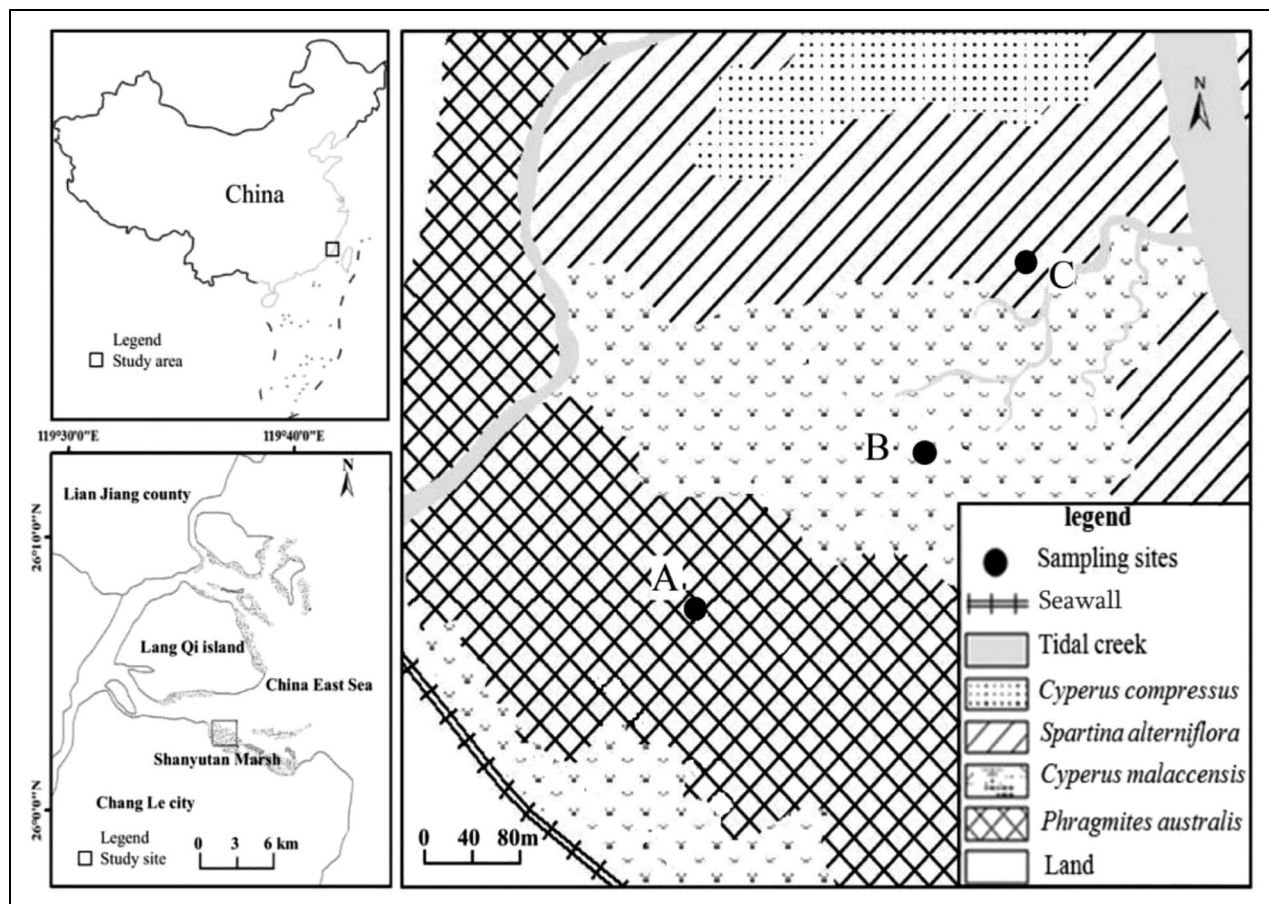 China
Legend
Study area
119°30'0"E
119°40'0"E
N
Lian Jiang county
26°10'0"N
Lang Qi island
China East Sea
Shanyutan Marsh
26°0'0"N
Chang Le city
Legend
Study site
0 3 6 km
N
C
B
A
0 40 80m
legend
Sampling sites
Seawall
Tidal creek
Cyperus compressus
Spartina alterniflora
Cyperus malaccensis
Phragmites australis
Land